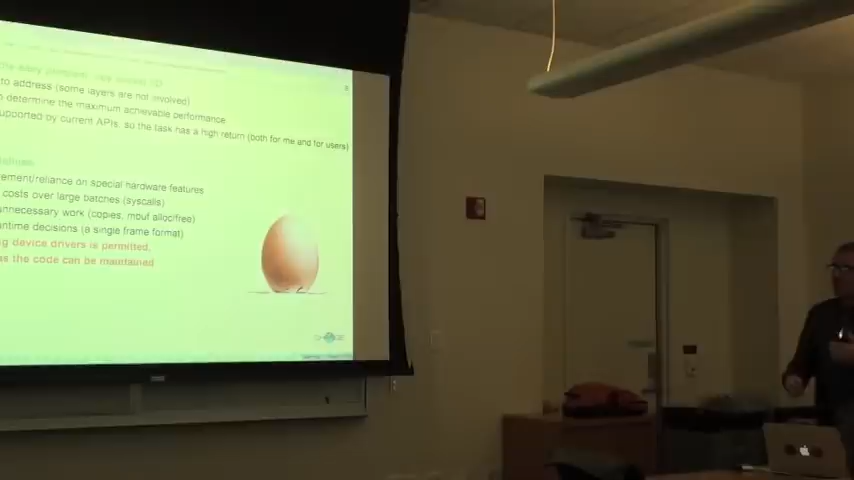 to address (some layers are not involved)
determine the maximum achievable performance
supported by current APIs, so the task has a high return (both for me and for users)
ement/reliance on special hardware features
costs over large batches (syscalls)
unnecessary work (copies, mbuf alloc/free)
ntime decisions (a single frame format)
g device drivers is permitted,
as the code can be maintained